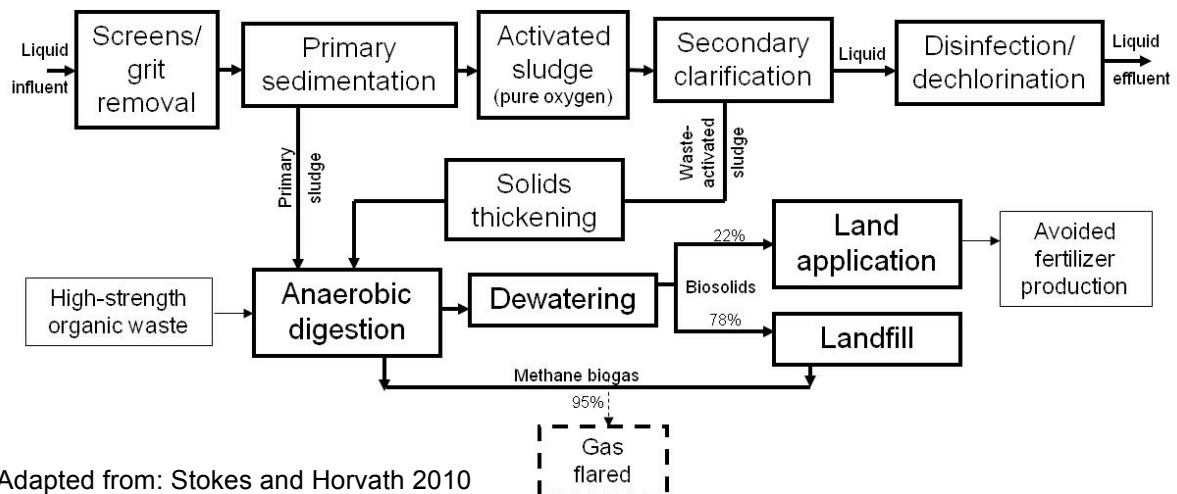 Liquid
influent
Screens/
grit
removal
Primary
sedimentation
Activated
sludge
(pure oxygen)
Secondary
clarification
Liquid
Disinfection/
dechlorination
Liquid
effluent
Primary
sludge
Waste-
activated
sludge
Solids
thickening
High-strength
organic waste
Anaerobic
digestion
Dewatering
Biosolids
22%
78%
Land
application
Avoided
fertilizer
production
Landfill
Methane biogas
95%
Gas
flared
Adapted from: Stokes and Horvath 2010